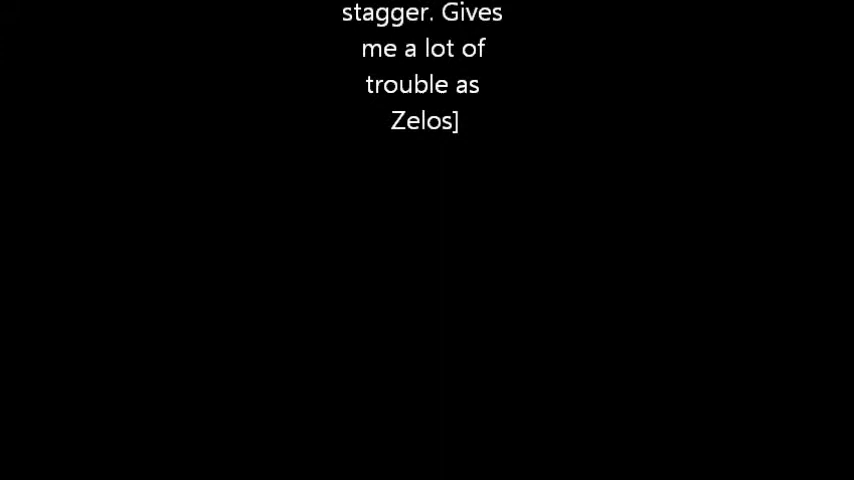 stagger. Gives
me a lot of
trouble as
Zelos]